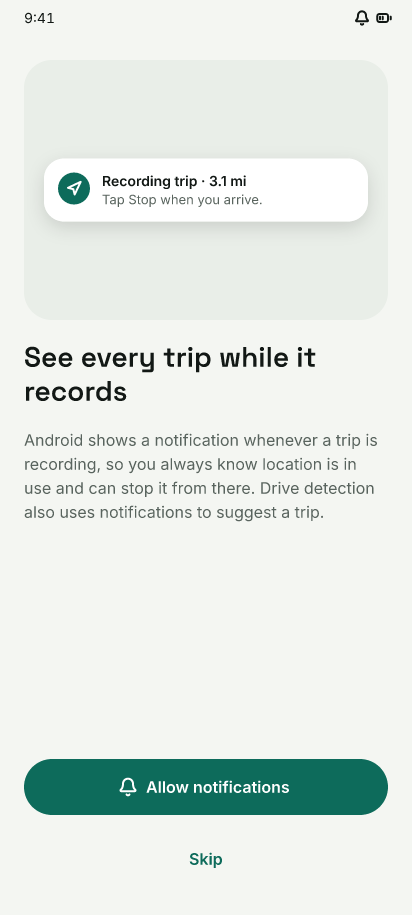 9:41
Recording trip · 3.1 mi
Tap Stop when you arrive.
See every trip while it
records
Android shows a notification whenever a trip is
recording, so you always know location is in
use and can stop it from there. Drive detection
also uses notifications to suggest a trip.
Allow notifications
Skip